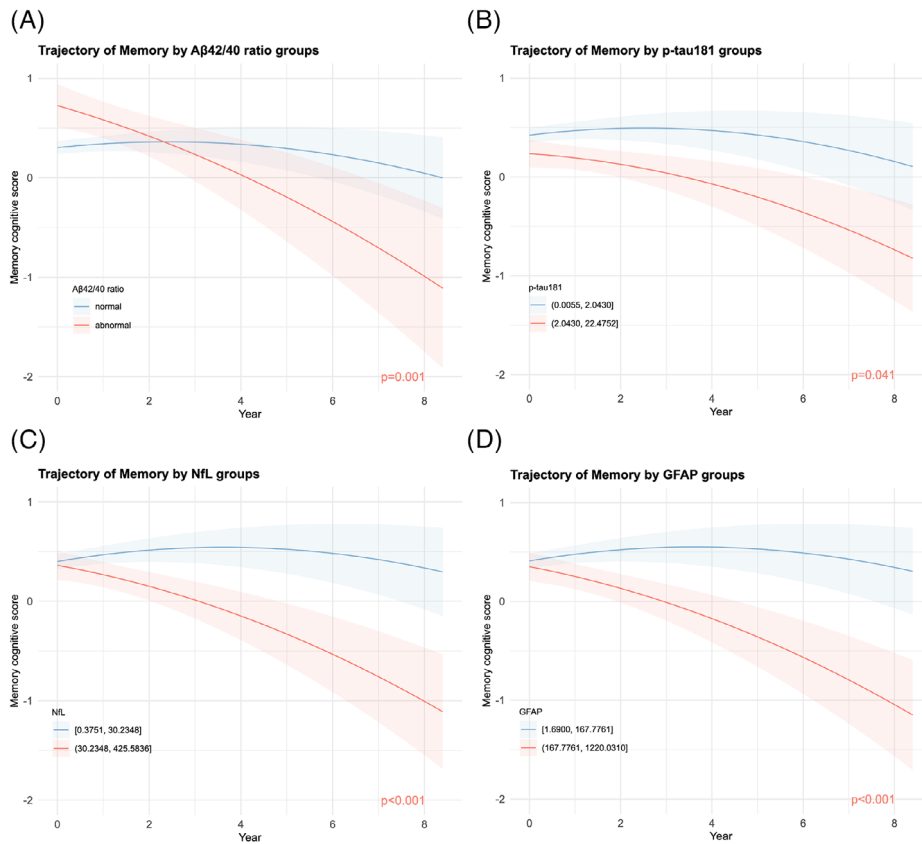 (A)
Trajectory of Memory by Aβ42/40 ratio groups
1
0
-1
-2
Memory cognitive score
Aβ42/40 ratio
normal
abnormal
p=0.001
0 2 4 6 8
Year
(B)
Trajectory of Memory by p-tau181 groups
1
0
-1
-2
Memory cognitive score
p-tau181
(0.0055, 2.0430]
(2.0430, 22.4752]
p=0.041
0 2 4 6 8
Year
(C)
Trajectory of Memory by NfL groups
1
0
-1
-2
Memory cognitive score
NfL
[0.3751, 30.2348]
(30.2348, 425.5836]
p<0.001
0 2 4 6 8
Year
(D)
Trajectory of Memory by GFAP groups
1
0
-1
-2
Memory cognitive score
GFAP
[1.6900, 167.7761]
(167.7761, 1220.0310]
p<0.001
0 2 4 6 8
Year